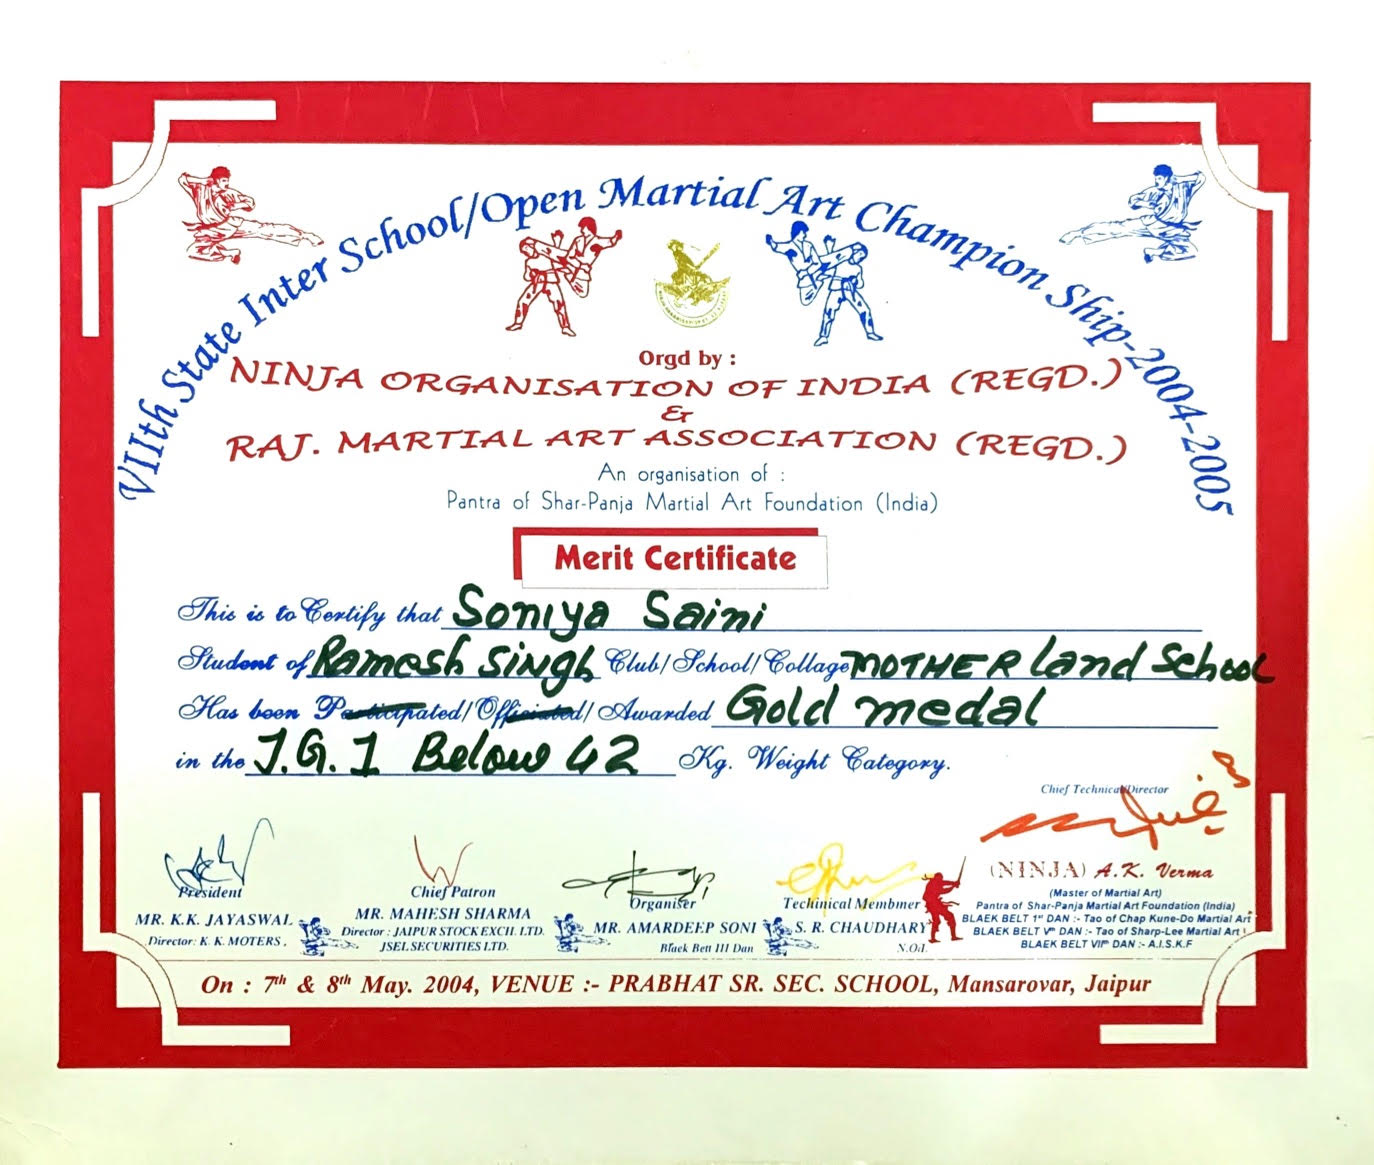 VIIth State Inter School/Open Martial Art Champion Ship-2004-2005
Orgd by :
NINJA ORGANISATION OF INDIA (REGD.)
&
RAJ. MARTIAL ART ASSOCIATION (REGD.)
An organisation of :
Pantra of Shar-Panja Martial Art Foundation (India)
Merit Certificate
This is to Certify that Soniya Saini
Student of Ramesh Singh Club/School/Collage MOTHER Land School
Has been Participated/Officiated/Awarded Gold medal
in the J.G.I Below 42 Kg. Weight Category.
Chief Technical Director
President
Chief Patron
Organiser
Techinical Membmer
(NINJA) A.K. Verma
(Master of Martial Art)
MR. K.K. JAYASWAL
Director: K. K. MOTERS.
MR. MAHESH SHARMA
Director : JAIPUR STOCK EXCH. LTD.
JSEL SECURITIES LTD.
MR. AMARDEEP SONI
Blaek Bett III Dan
S. R. CHAUDHARY
N.O.I.
Pantra of Shar-Panja Martial Art Foundation (India)
BLAEK BELT 1st DAN :- Tao of Chap Kune-Do Martial Art
BLAEK BELT Vth DAN :- Tao of Sharp-Lee Martial Art
BLAEK BELT VIIth DAN :- A.I.S.K.F
On : 7th & 8th May. 2004, VENUE :- PRABHAT SR. SEC. SCHOOL, Mansarovar, Jaipur